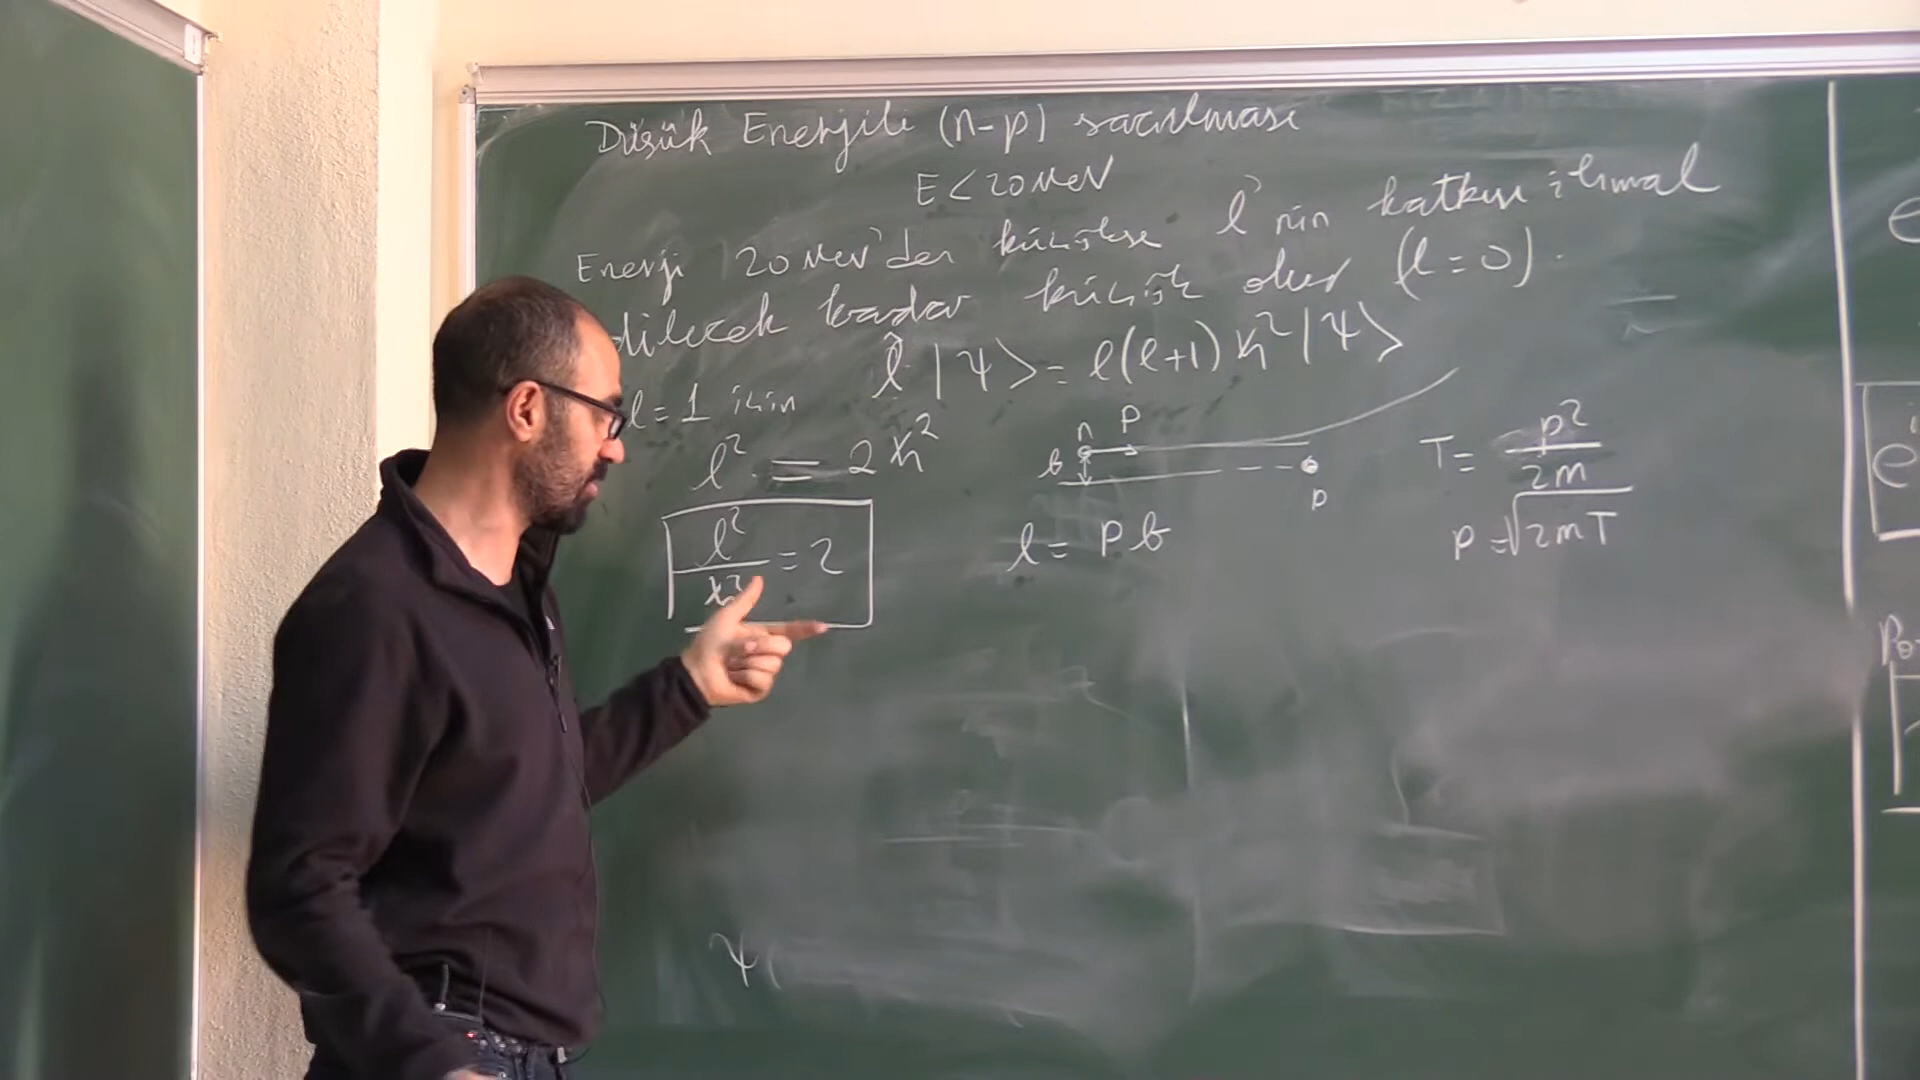 Düşük Enerjili (n-p) saçılması
E < 20 MeV
Enerji 20 MeV'den küçükse l'nin katkısı ihmal
edilecek kadar küçük olur (l = 0).
l̂ |ψ> = l(l+1) ħ² |ψ>
l = 1 için
l² = 2ħ²
l²/ħ² = 2
n p
b
p
l = p b
T = p²/2m
p = √2mT
ψ(
e
e^i
Po